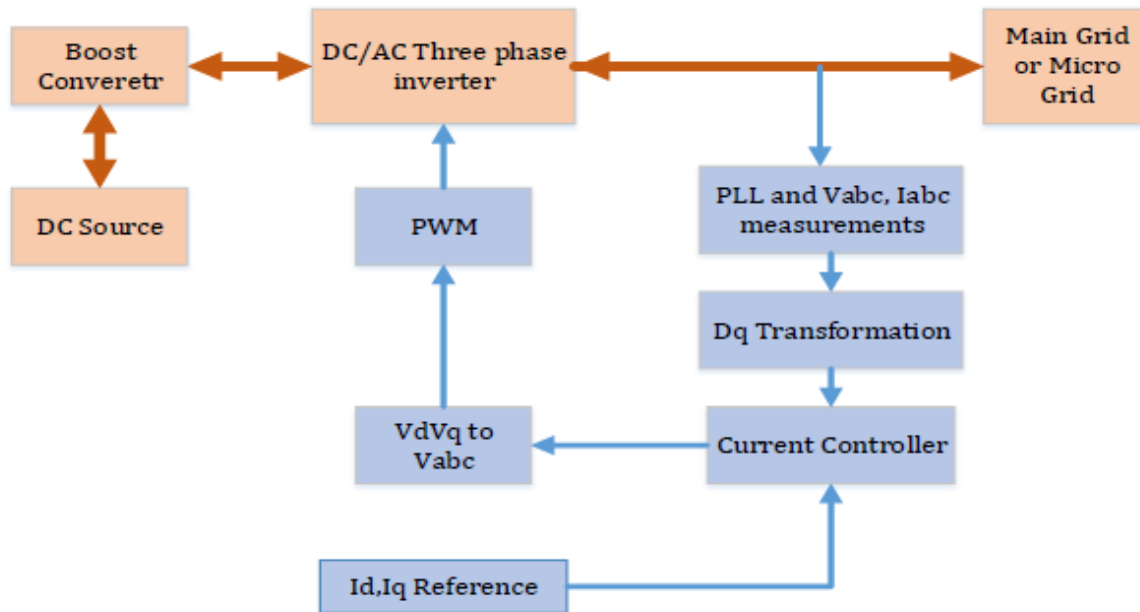 Boost
Converetr
DC/AC Three phase
inverter
Main Grid
or Micro
Grid
DC Source
PWM
PLL and Vabc, Iabc
measurements
Dq Transformation
VdVq to
Vabc
Current Controller
Id,Iq Reference